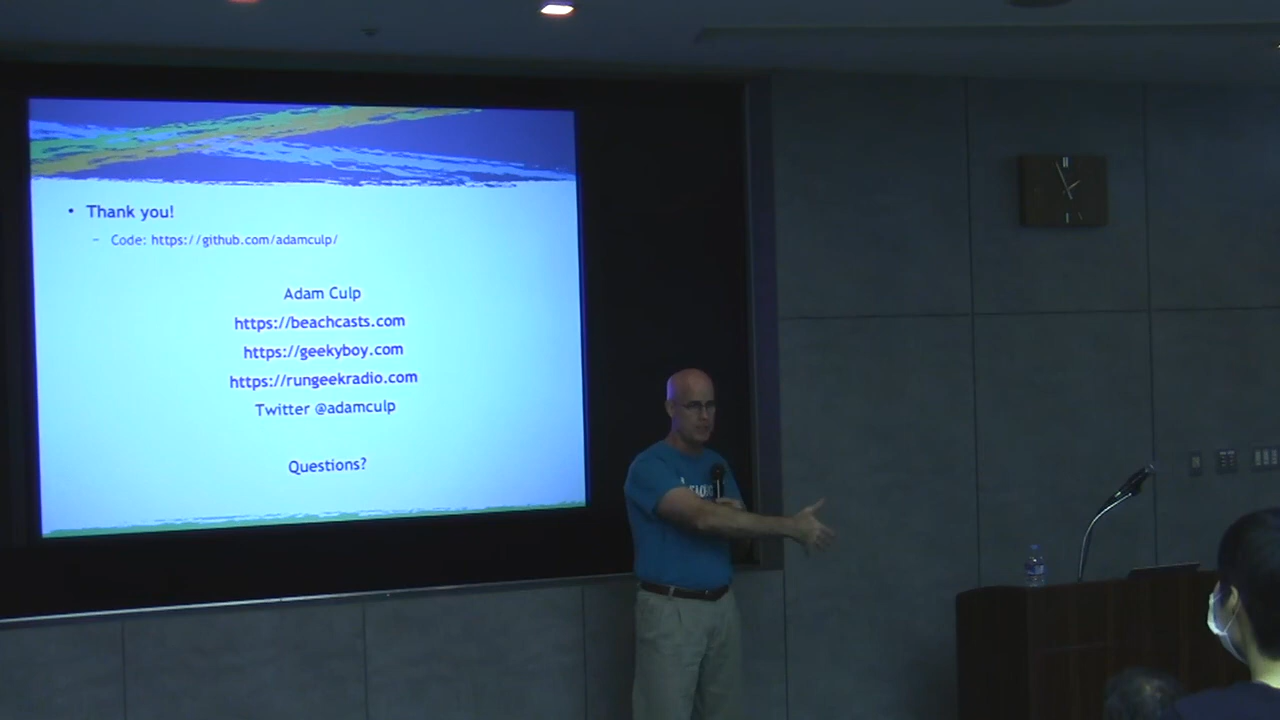 • Thank you!
– Code: https://github.com/adamculp/
Adam Culp
https://beachcasts.com
https://geekyboy.com
https://rungeekradio.com
Twitter @adamculp
Questions?